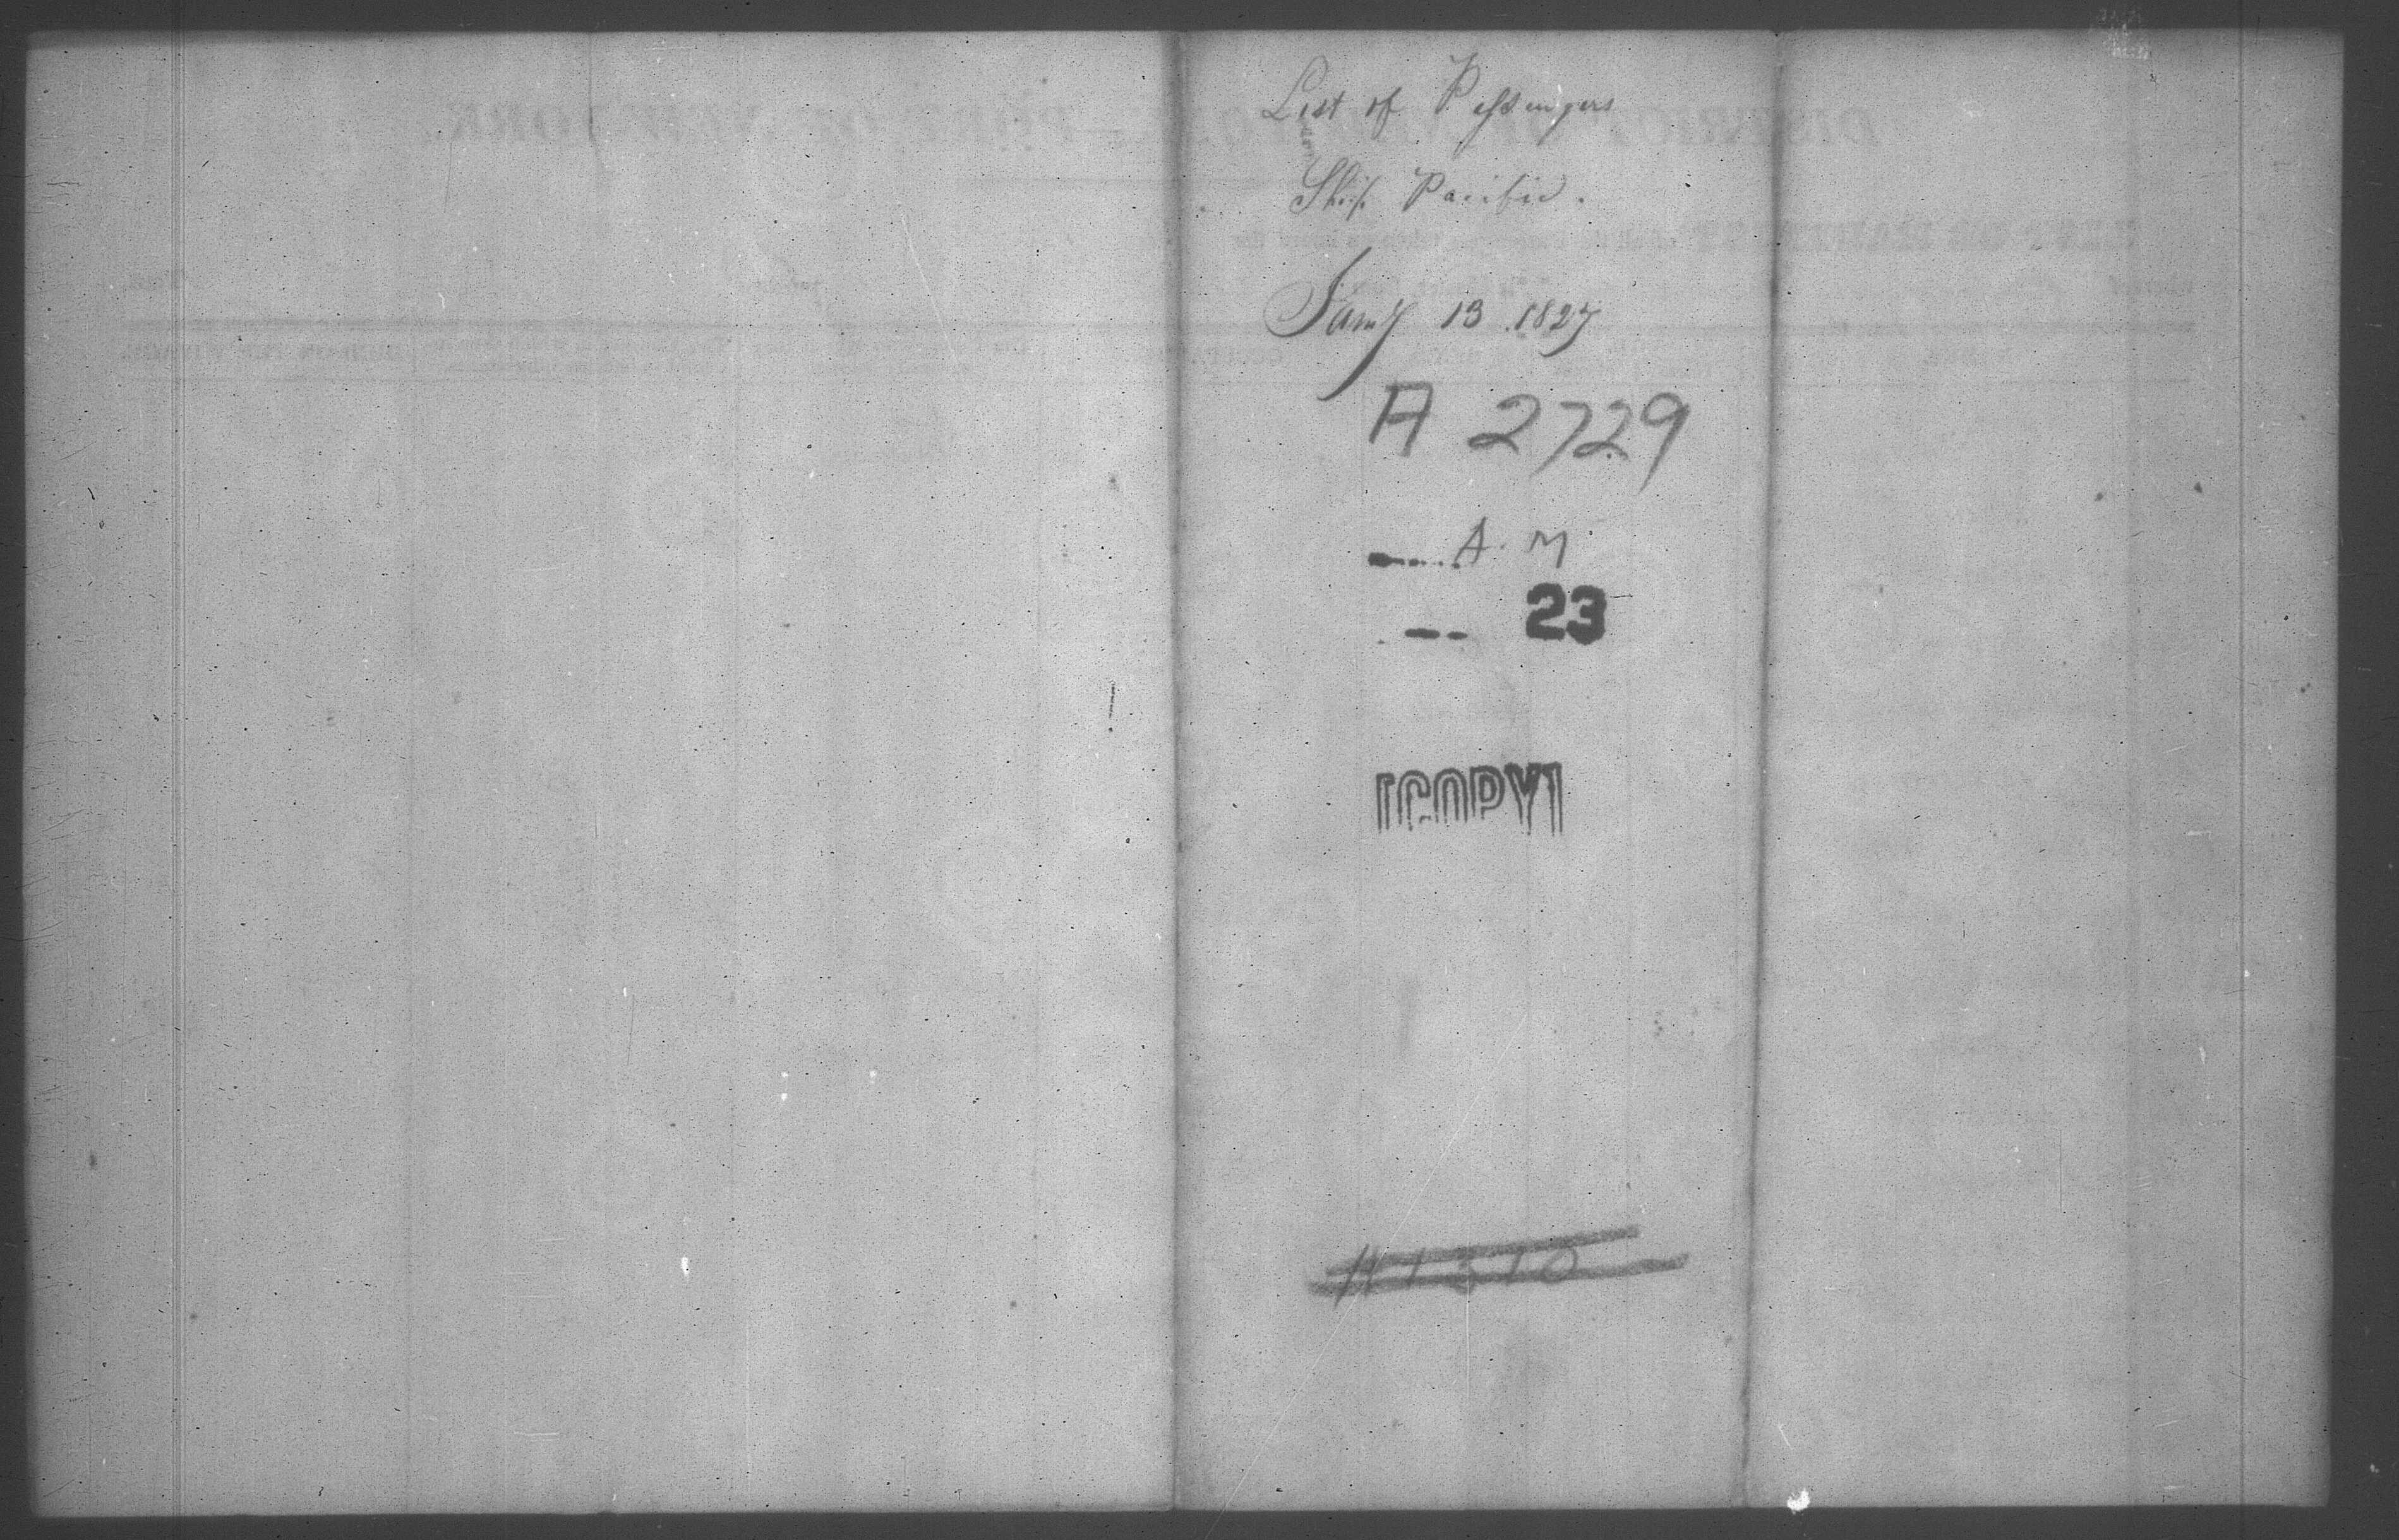 List of Passengers
Ship Pacific.
Jany 13 1827
A 2729
A. M
23
[COPY]